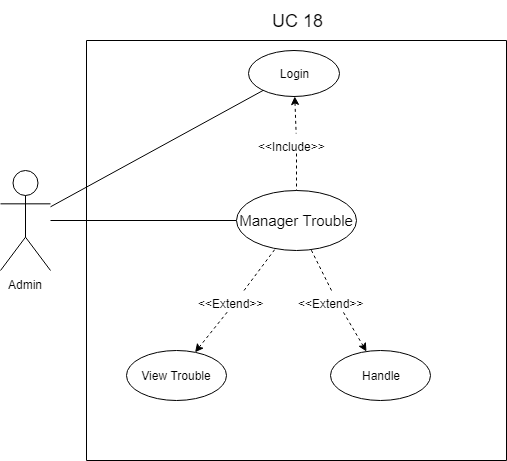 UC 18
Login
<<Include>>
Manager Trouble
Admin
<<Extend>>
<<Extend>>
View Trouble
Handle